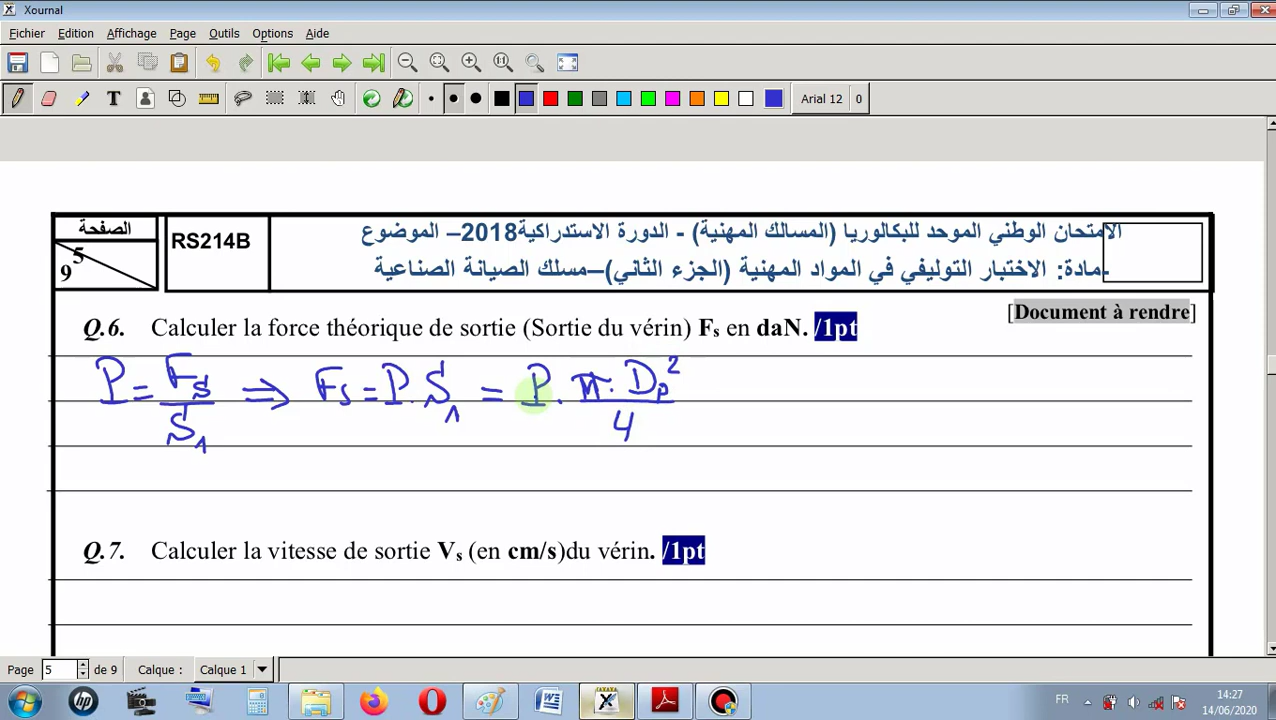 Xournal
Fichier Edition Affichage Page Outils Options Aide
Arial 12 0
الصفحة
5
9
RS214B
الامتحان الوطني الموحد للبكالوريا (المسالك المهنية) - الدورة الاستدراكية 2018 – الموضوع
-مادة: الاختبار التوليفي في المواد المهنية (الجزء الثاني)–مسلك الصيانة الصناعية
[Document à rendre]
Q.6. Calculer la force théorique de sortie (Sortie du vérin) Fs en daN. /1pt
P = Fs / S1 ⇒ Fs = P. S1 = P. π. Dp² / 4
Q.7. Calculer la vitesse de sortie Vs (en cm/s)du vérin. /1pt
Page 5 de 9 Calque : Calque 1
FR 14:27
14/06/2020